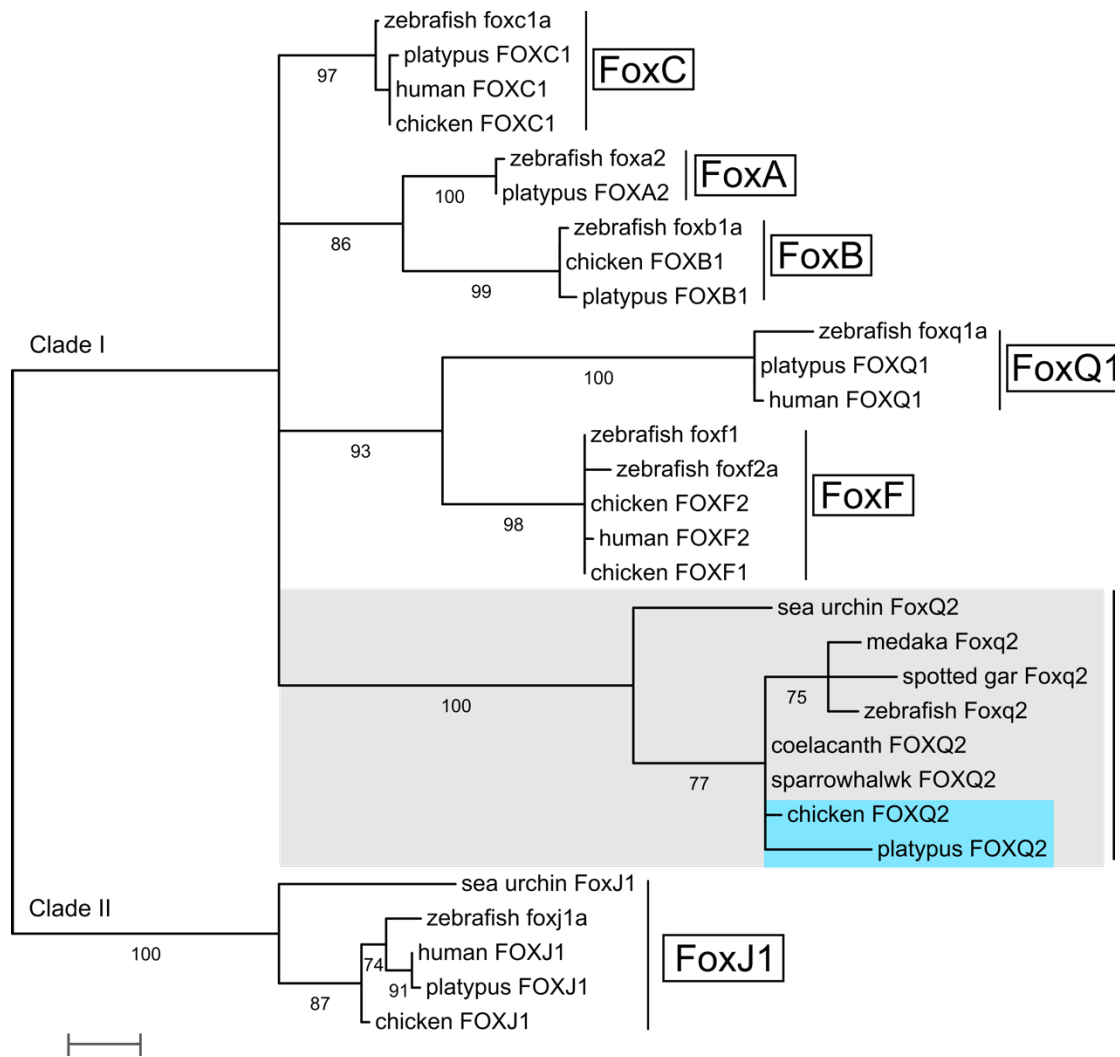 zebrafish foxc1a
platypus FOXC1
human FOXC1
chicken FOXC1
97
FoxC
zebrafish foxa2
platypus FOXA2
100
FoxA
86
zebrafish foxb1a
chicken FOXB1
platypus FOXB1
99
FoxB
Clade I
zebrafish foxq1a
platypus FOXQ1
human FOXQ1
100
FoxQ1
93
zebrafish foxf1
zebrafish foxf2a
chicken FOXF2
human FOXF2
chicken FOXF1
98
FoxF
sea urchin FoxQ2
medaka Foxq2
spotted gar Foxq2
zebrafish Foxq2
75
100
coelacanth FOXQ2
sparrowhalwk FOXQ2
chicken FOXQ2
platypus FOXQ2
77
Clade II
sea urchin FoxJ1
zebrafish foxj1a
human FOXJ1
platypus FOXJ1
chicken FOXJ1
100
74
91
87
FoxJ1